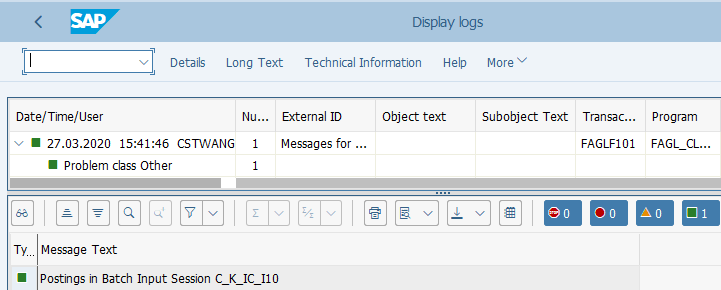 SAP
Display logs
Details Long Text Technical Information Help More
Date/Time/User Nu... External ID Object text Subobject Text Transac... Program
27.03.2020 15:41:46 CSTWANG 1 Messages for ... FAGLF101 FAGL_CL...
Problem class Other 1
STOP 0 0 0 1
Ty... Message Text
Postings in Batch Input Session C_K_IC_I10